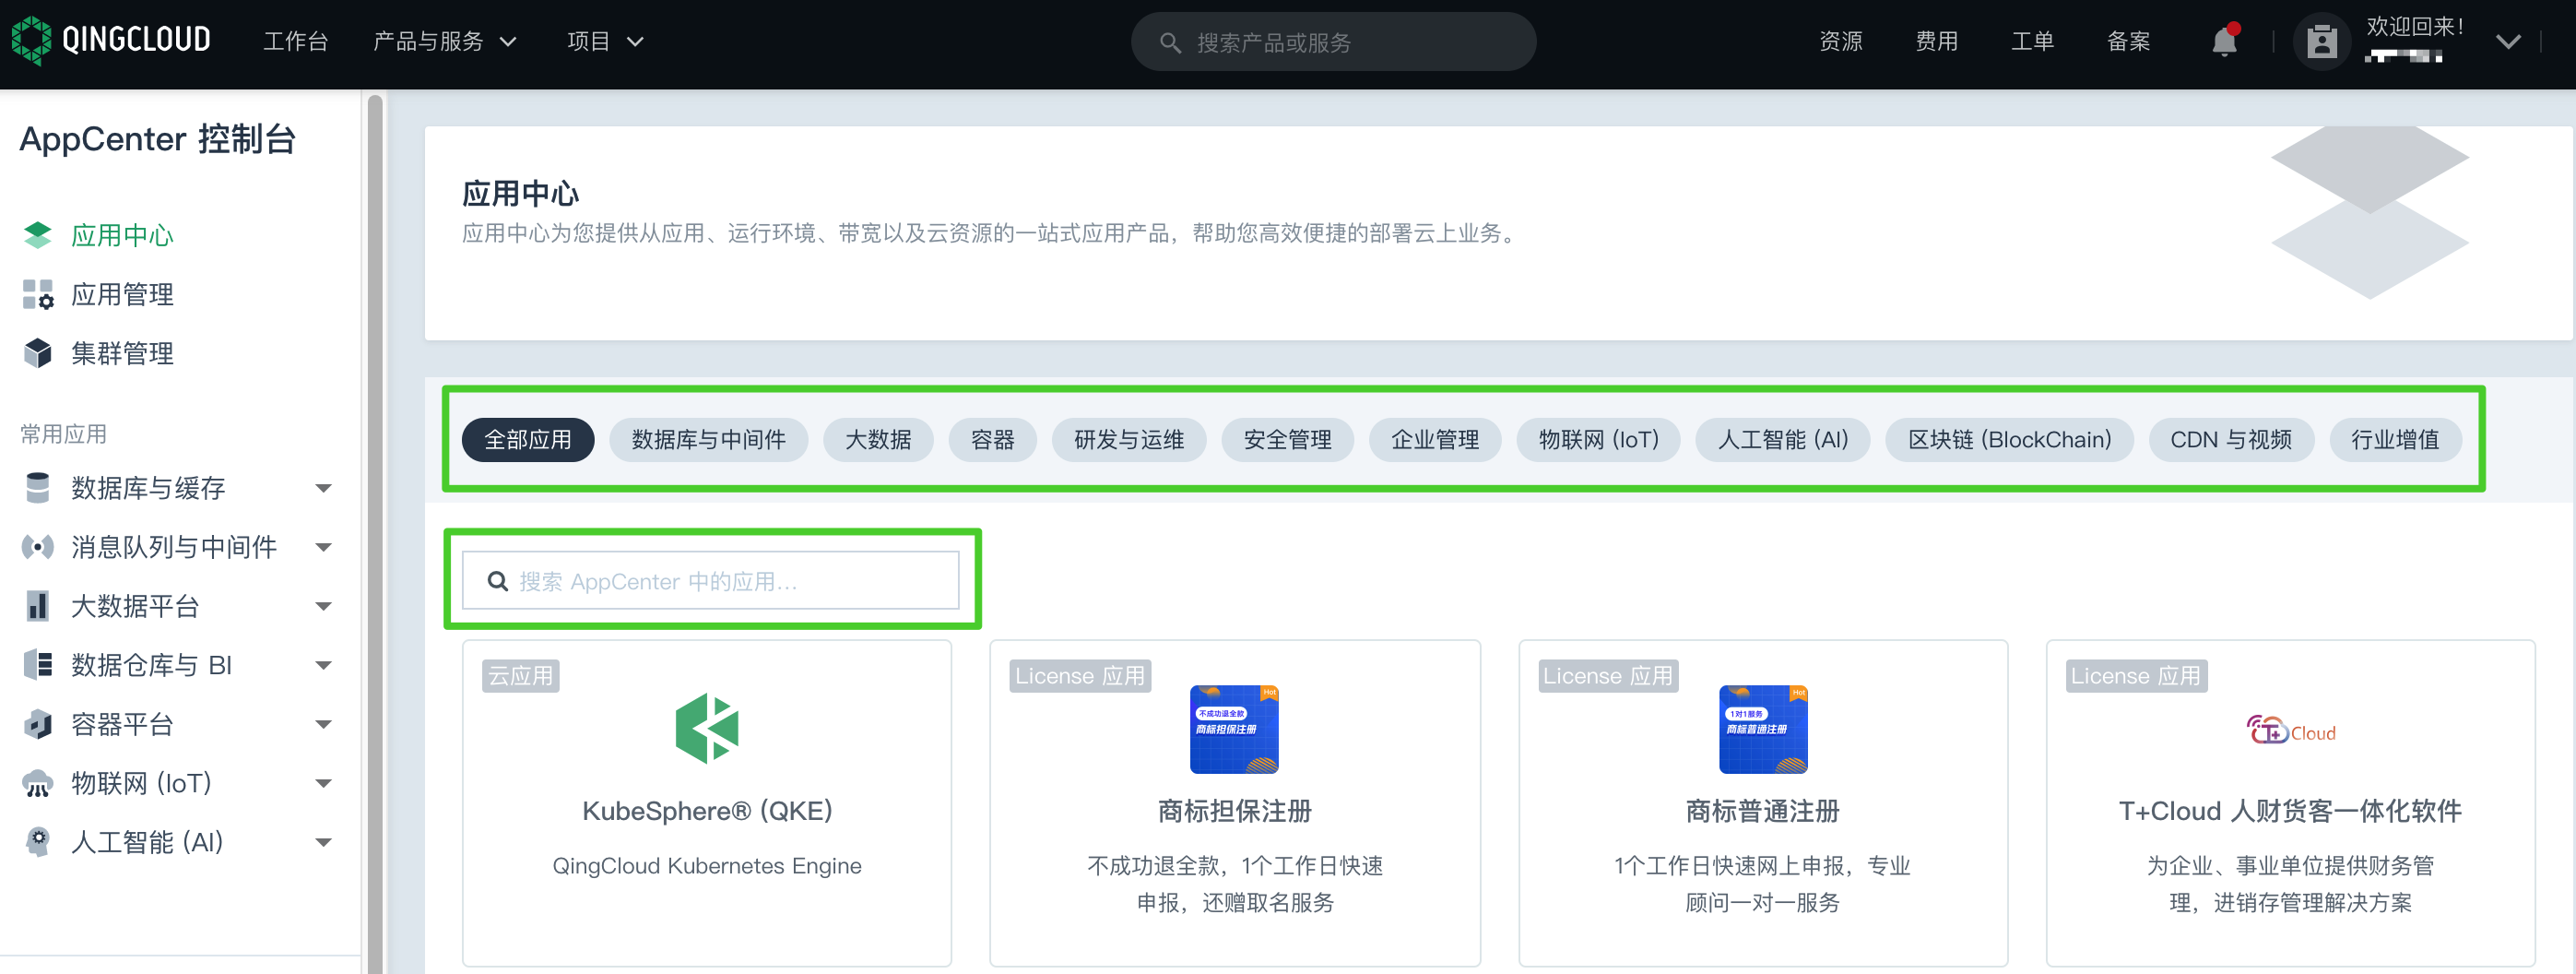 QINGCLOUD
工作台
产品与服务
项目
搜索产品或服务
资源
费用
工单
备案
欢迎回来!
AppCenter 控制台
应用中心
应用管理
集群管理
常用应用
数据库与缓存
消息队列与中间件
大数据平台
数据仓库与 BI
容器平台
物联网 (IoT)
人工智能 (AI)
应用中心
应用中心为您提供从应用、运行环境、带宽以及云资源的一站式应用产品，帮助您高效便捷的部署云上业务。
全部应用
数据库与中间件
大数据
容器
研发与运维
安全管理
企业管理
物联网 (IoT)
人工智能 (AI)
区块链 (BlockChain)
CDN 与视频
行业增值
搜索 AppCenter 中的应用...
云应用
KubeSphere® (QKE)
QingCloud Kubernetes Engine
License 应用
Hot
不成功退全款
商标担保注册
商标担保注册
不成功退全款，1个工作日快速
申报，还赠取名服务
License 应用
Hot
1对1服务
商标普通注册
商标普通注册
1个工作日快速网上申报，专业
顾问一对一服务
License 应用
T+Cloud
T+Cloud 人财货客一体化软件
为企业、事业单位提供财务管
理，进销存管理解决方案